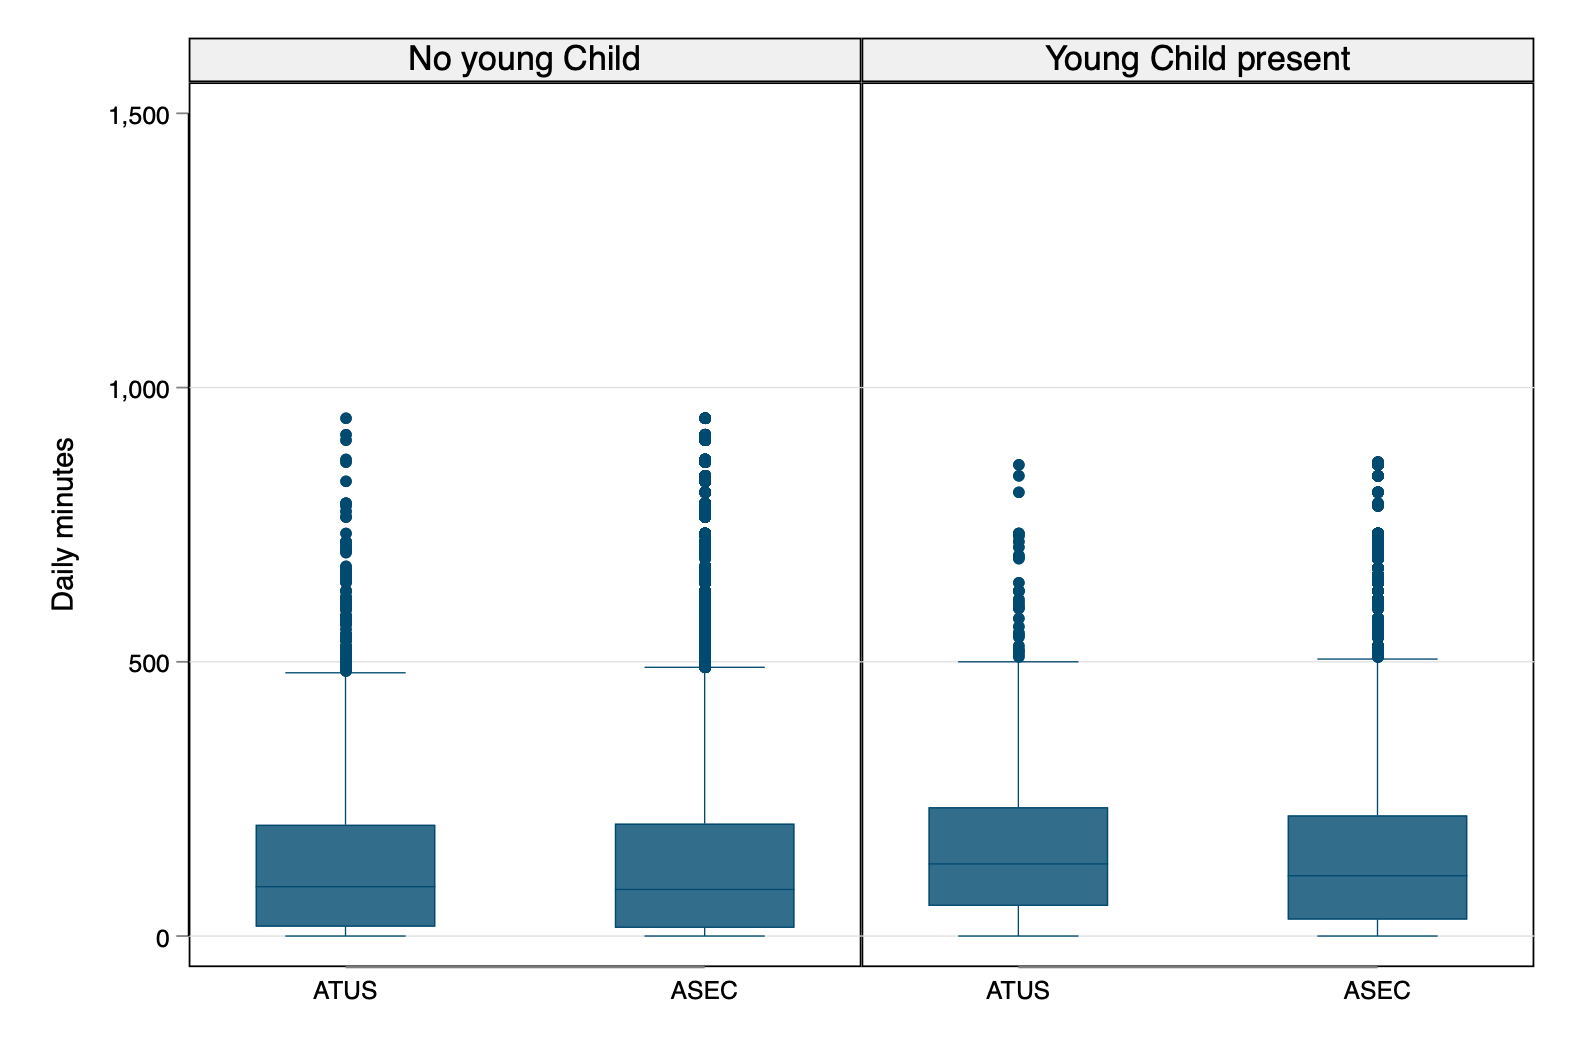 No young Child
Young Child present
1,500
1,000
500
0
Daily minutes
ATUS
ASEC
ATUS
ASEC